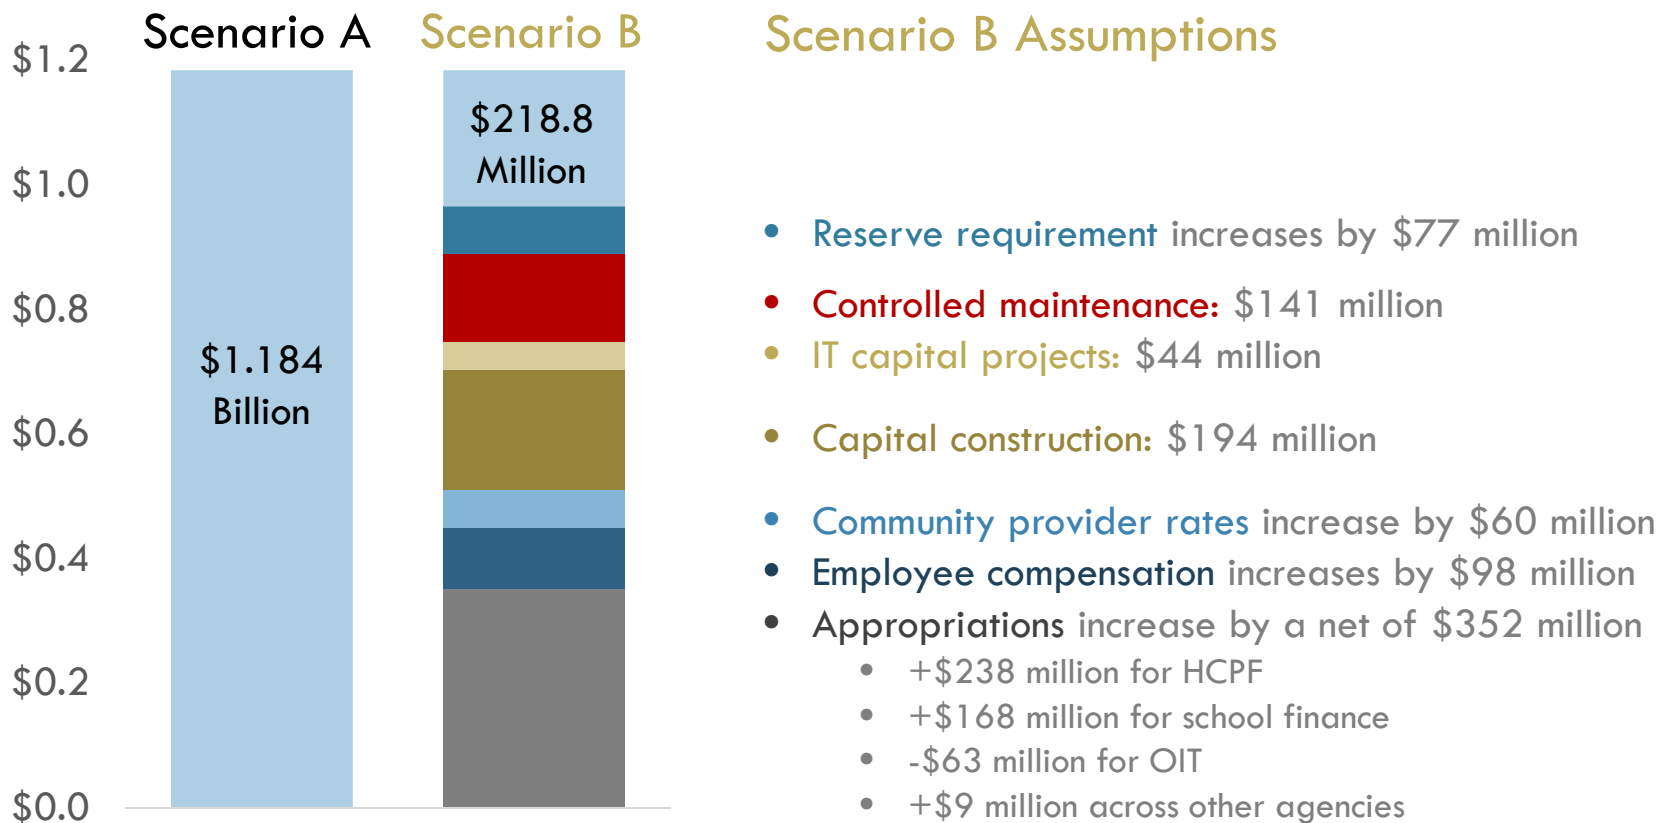 Scenario A
Scenario B
$1.2
$1.0
$0.8
$0.6
$0.4
$0.2
$0.0
$1.184
Billion
$218.8
Million
Scenario B Assumptions
• Reserve requirement increases by $77 million
• Controlled maintenance: $141 million
• IT capital projects: $44 million
• Capital construction: $194 million
• Community provider rates increase by $60 million
• Employee compensation increases by $98 million
• Appropriations increase by a net of $352 million
• +$238 million for HCPF
• +$168 million for school finance
• -$63 million for OIT
• +$9 million across other agencies